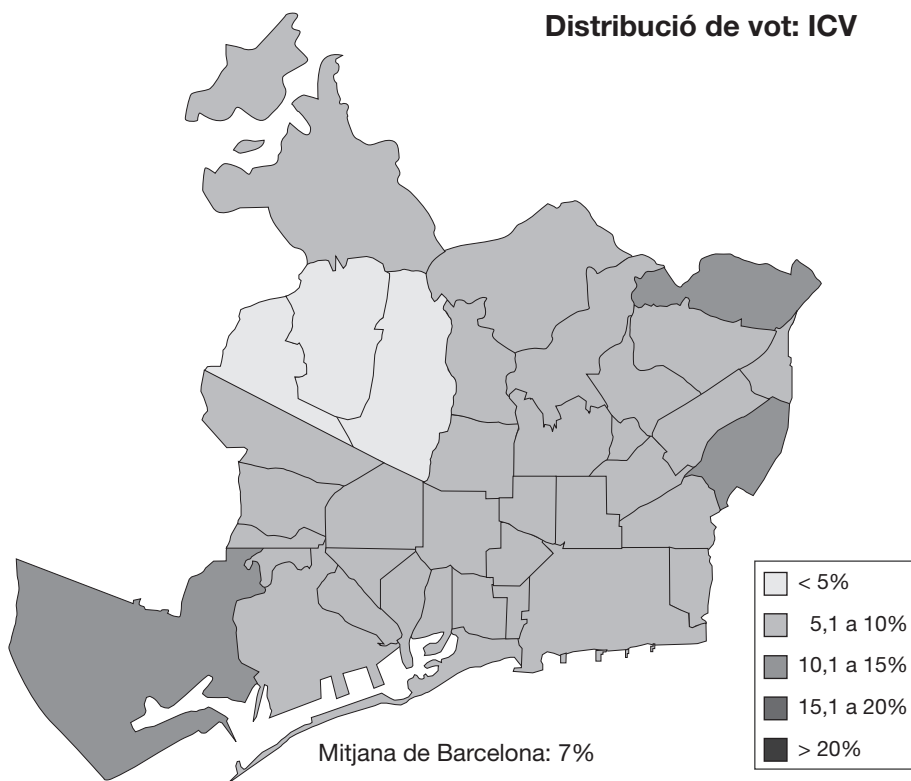 Distribució de vot: ICV
< 5%
5,1 a 10%
10,1 a 15%
15,1 a 20%
> 20%
Mitjana de Barcelona: 7%